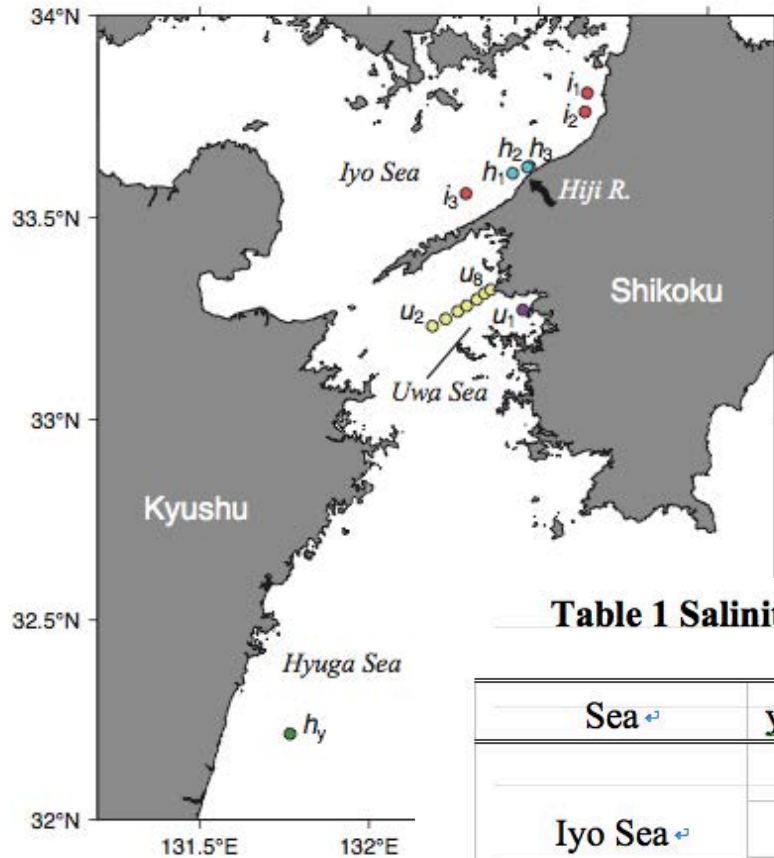 34°N
i1
i2
h2 h3
h1
Iyo Sea
Hiji R.
i3
33.5°N
u8
Shikoku
u2
u1
Uwa Sea
33°N
Kyushu
32.5°N
Table 1 Salinit
Hyuga Sea
Sea
y
hy
32°N
Iyo Sea
131.5°E
132°E